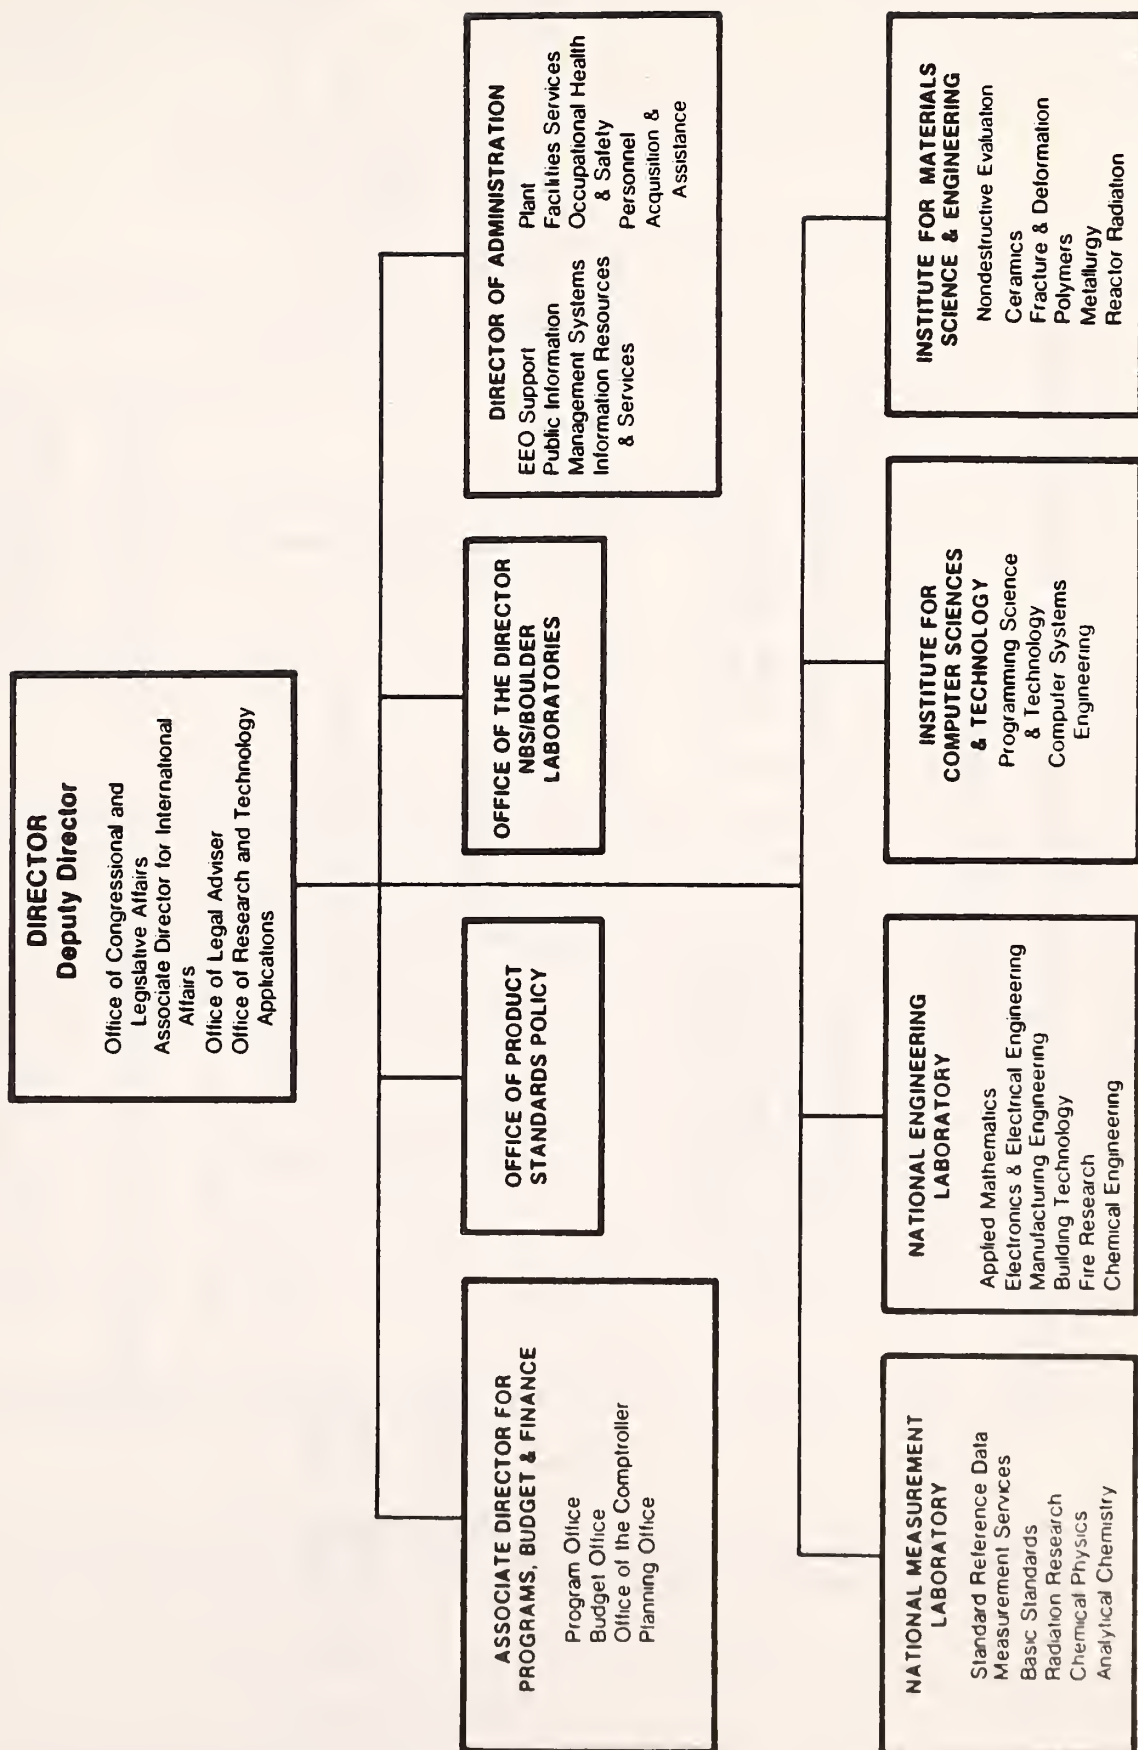 DIRECTOR
Deputy Director
Office of Congressional and
Legislative Affairs
Associate Director for International
Affairs
Office of Legal Adviser
Office of Research and Technology
Applications
ASSOCIATE DIRECTOR FOR
PROGRAMS, BUDGET & FINANCE
Program Office
Budget Office
Office of the Comptroller
Planning Office
OFFICE OF PRODUCT
STANDARDS POLICY
OFFICE OF THE DIRECTOR
NBS/BOULDER
LABORATORIES
DIRECTOR OF ADMINISTRATION
EEO Support
Public Information
Management Systems
Information Resources
& Services
Plant
Facilities Services
Occupational Health
& Safety
Personnel
Acquisition &
Assistance
NATIONAL MEASUREMENT
LABORATORY
Standard Reference Data
Measurement Services
Basic Standards
Radiation Research
Chemical Physics
Analytical Chemistry
NATIONAL ENGINEERING
LABORATORY
Applied Mathematics
Electronics & Electrical Engineering
Manufacturing Engineering
Building Technology
Fire Research
Chemical Engineering
INSTITUTE FOR
COMPUTER SCIENCES
& TECHNOLOGY
Programming Science
& Technology
Computer Systems
Engineering
INSTITUTE FOR MATERIALS
SCIENCE & ENGINEERING
Nondestructive Evaluation
Ceramics
Fracture & Deformation
Polymers
Metallurgy
Reactor Radiation